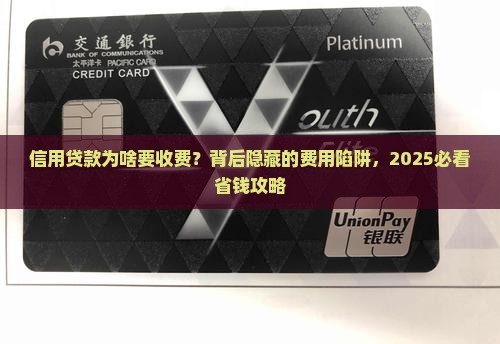 交通銀行
BANK OF COMMUNICATIONS
太平洋卡 PACIFIC CARD
CREDIT CARD
Platinum
outh
信用贷款为啥要收费？背后隐藏的费用陷阱，2025必看
省钱攻略
UnionPay
银联